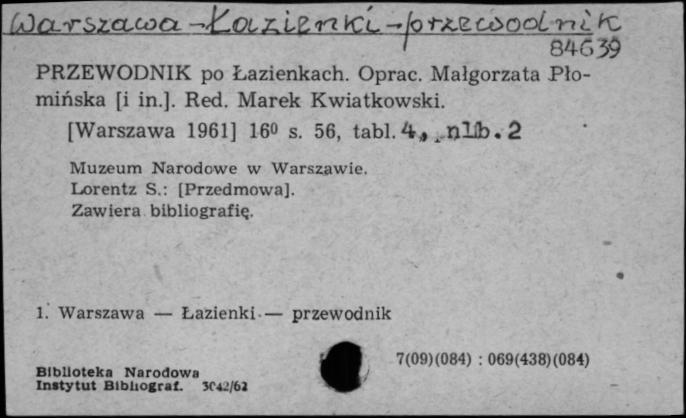 Warszawa - Łazienki - przewodnik
84639
PRZEWODNIK po Łazienkach. Oprac. Małgorzata Pło-
mińska [i in.]. Red. Marek Kwiatkowski.
[Warszawa 1961] 16⁰ s. 56, tabl. 4, nlb. 2
Muzeum Narodowe w Warszawie.
Lorentz S.: [Przedmowa].
Zawiera bibliografię.
1. Warszawa — Łazienki — przewodnik
7(09)(084) : 069(438)(084)
Biblioteka Narodowa
Instytut Bibliograf. 3042/62